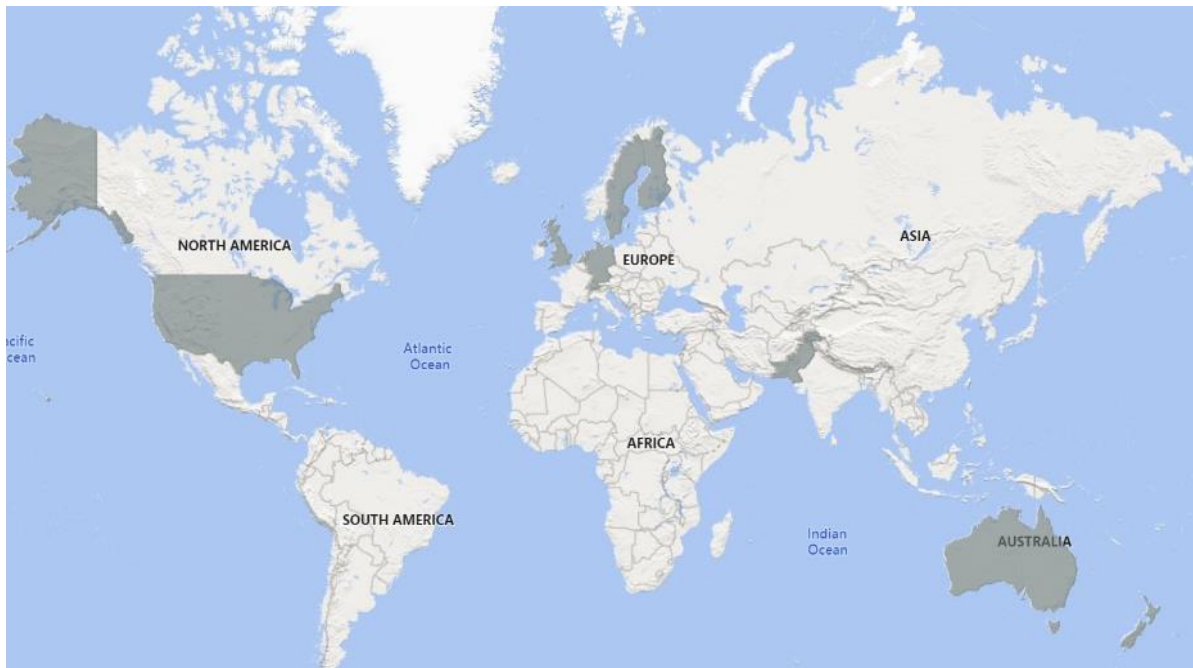 NORTH AMERICA
EUROPE
ASIA
Atlantic
Ocean
AFRICA
SOUTH AMERICA
Indian
Ocean
AUSTRALIA